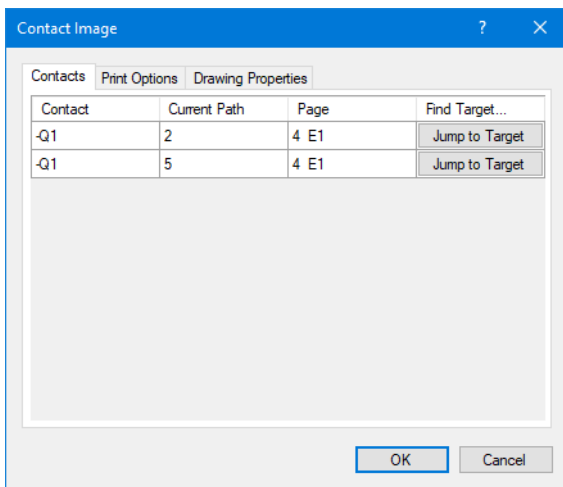 Contact Image ?
Contacts Print Options Drawing Properties
Contact Current Path Page Find Target...
-Q1 2 4 E1 Jump to Target
-Q1 5 4 E1 Jump to Target
OK Cancel